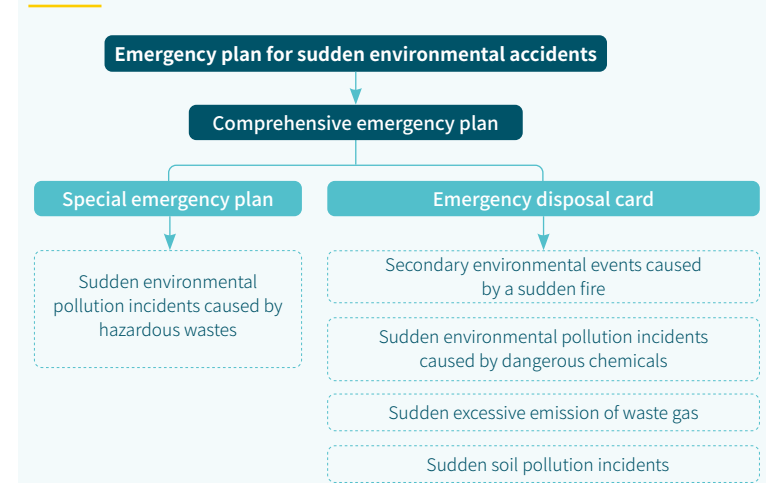 Emergency plan for sudden environmental accidents
Comprehensive emergency plan
Special emergency plan
Emergency disposal card
Sudden environmental
pollution incidents caused by
hazardous wastes
Secondary environmental events caused
by a sudden fire
Sudden environmental pollution incidents
caused by dangerous chemicals
Sudden excessive emission of waste gas
Sudden soil pollution incidents